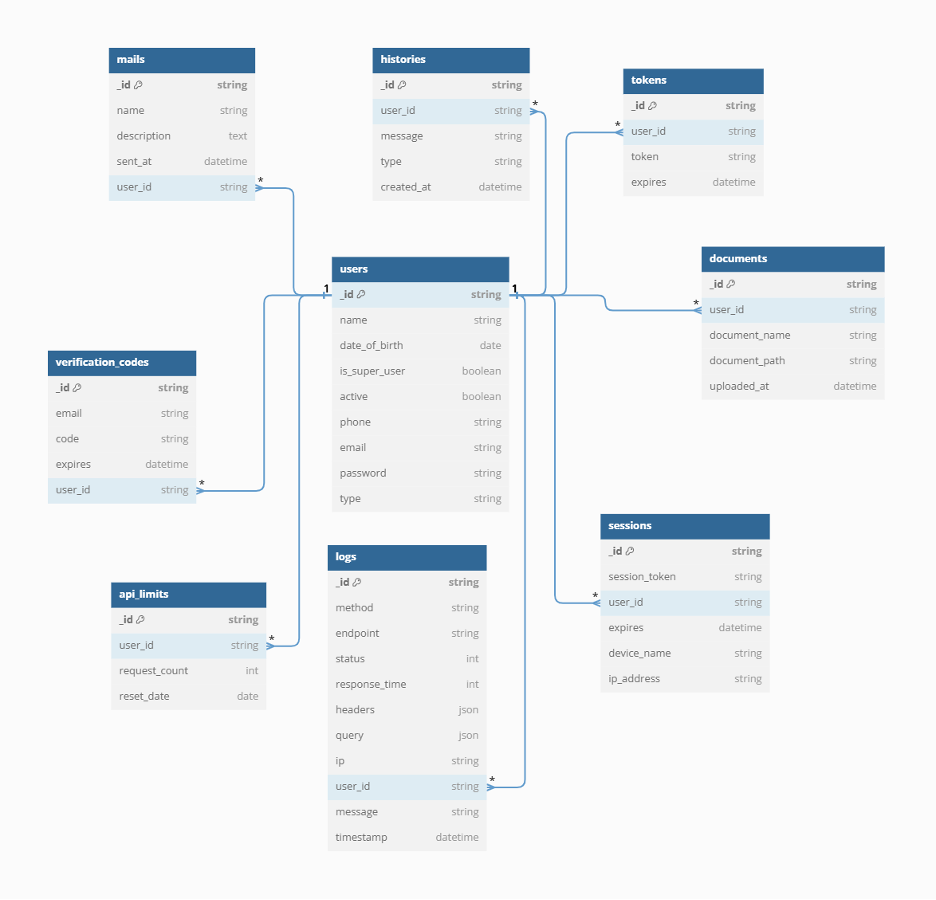 mails
_id string
name string
description text
sent_at datetime
user_id string
*
histories
_id string
user_id string
*
message string
type string
created_at datetime
tokens
_id string
*
user_id string
token string
expires datetime
users
1
_id string
1
name string
date_of_birth date
is_super_user boolean
active boolean
phone string
email string
password string
type string
documents
_id string
*
user_id string
document_name string
document_path string
uploaded_at datetime
verification_codes
_id string
email string
code string
expires datetime
user_id string
*
api_limits
_id string
user_id string
*
request_count int
reset_date date
logs
_id string
method string
endpoint string
status int
response_time int
headers json
query json
ip string
user_id string
*
message string
timestamp datetime
sessions
_id string
session_token string
*
user_id string
expires datetime
device_name string
ip_address string